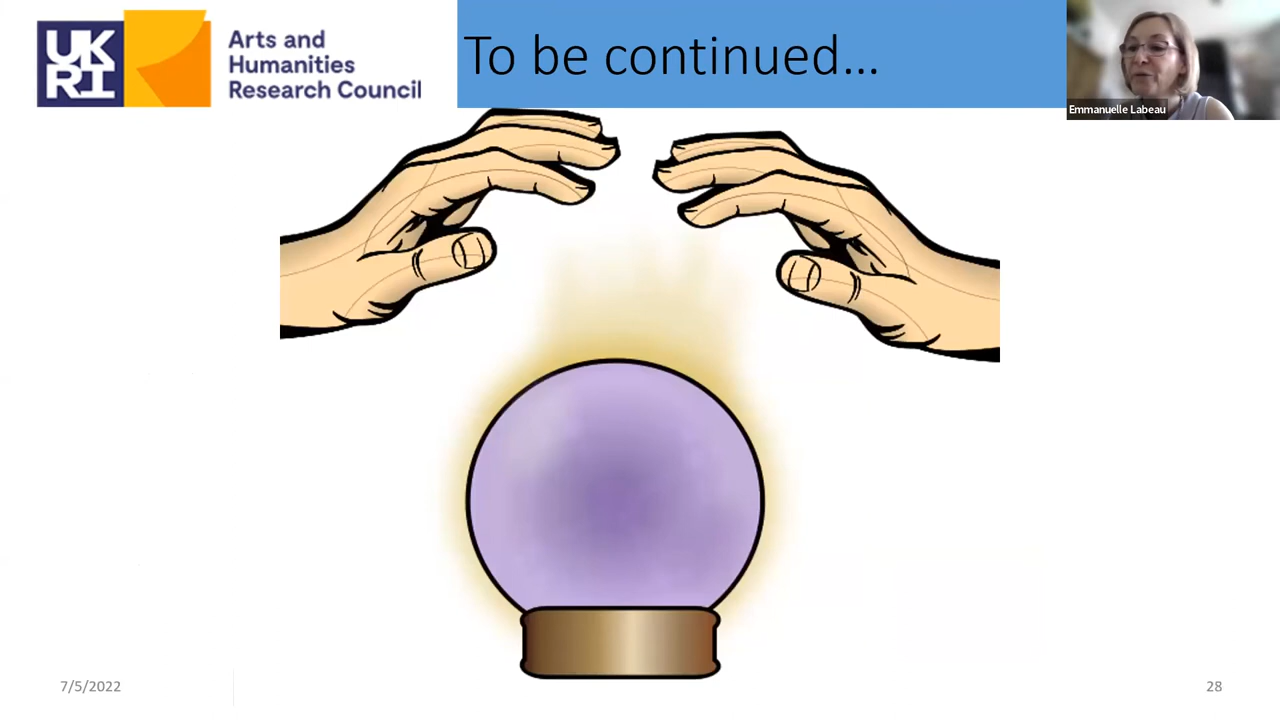 UK
RI
Arts and
Humanities
Research Council
To be continued...
Emmanuelle Labeau
7/5/2022
28